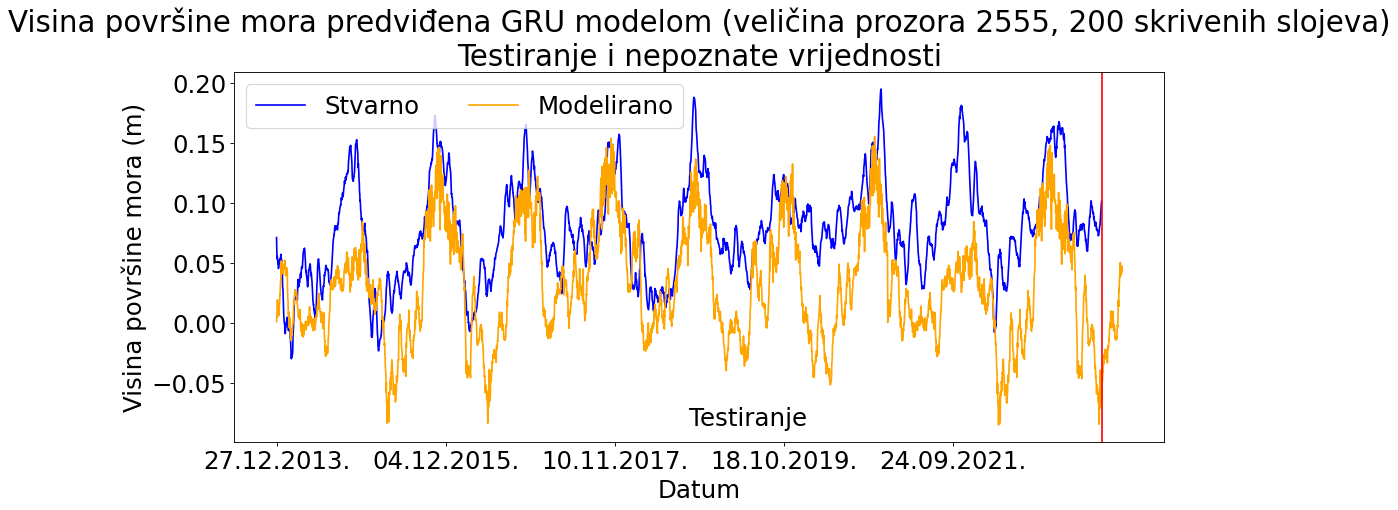 Visina površine mora predviđena GRU modelom (veličina prozora 2555, 200 skrivenih slojeva)
Testiranje i nepoznate vrijednosti
Stvarno
Modelirano
Visina površine mora (m)
0.20
0.15
0.10
0.05
0.00
−0.05
Testiranje
27.12.2013.
04.12.2015.
10.11.2017.
18.10.2019.
24.09.2021.
Datum